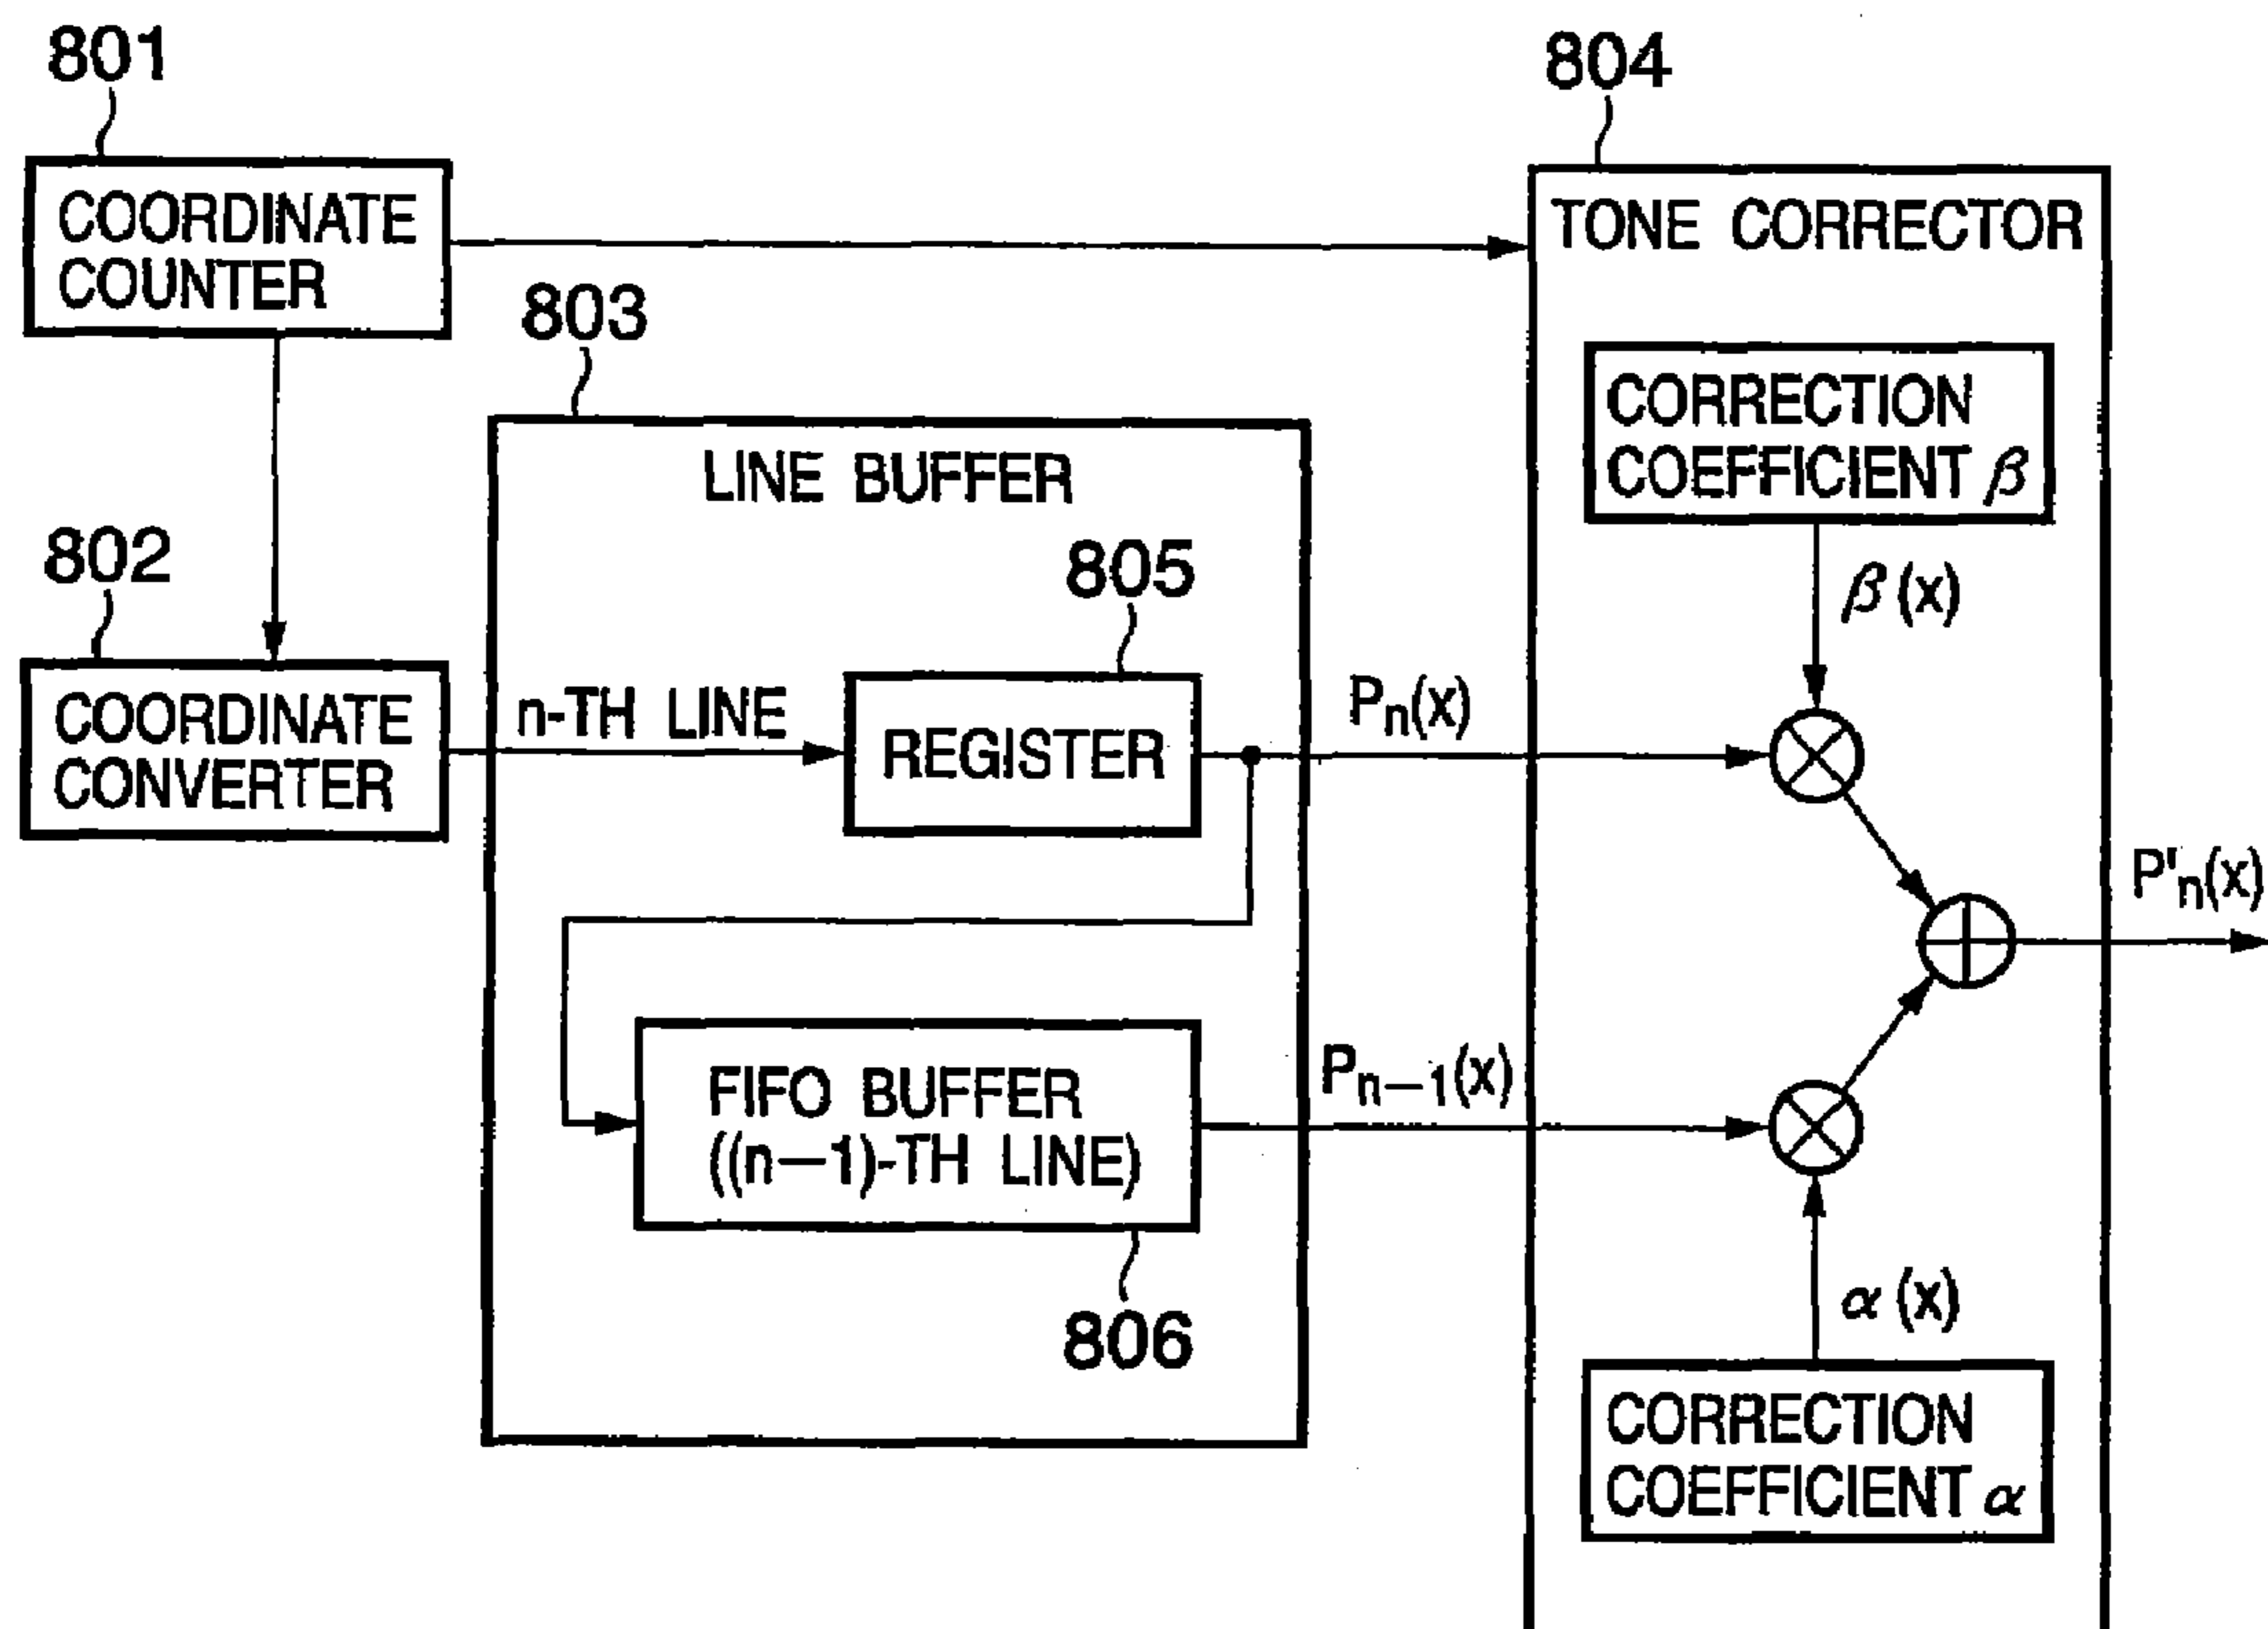 801
804
COORDINATE
COUNTER
TONE CORRECTOR
803
CORRECTION
COEFFICIENT β
LINE BUFFER
802
805
β(x)
COORDINATE
CONVERTER
n-TH LINE
REGISTER
Pn(x)
P'n(x)
FIFO BUFFER
((n—1)-TH LINE)
Pn—1(x)
806
α(x)
CORRECTION
COEFFICIENT α